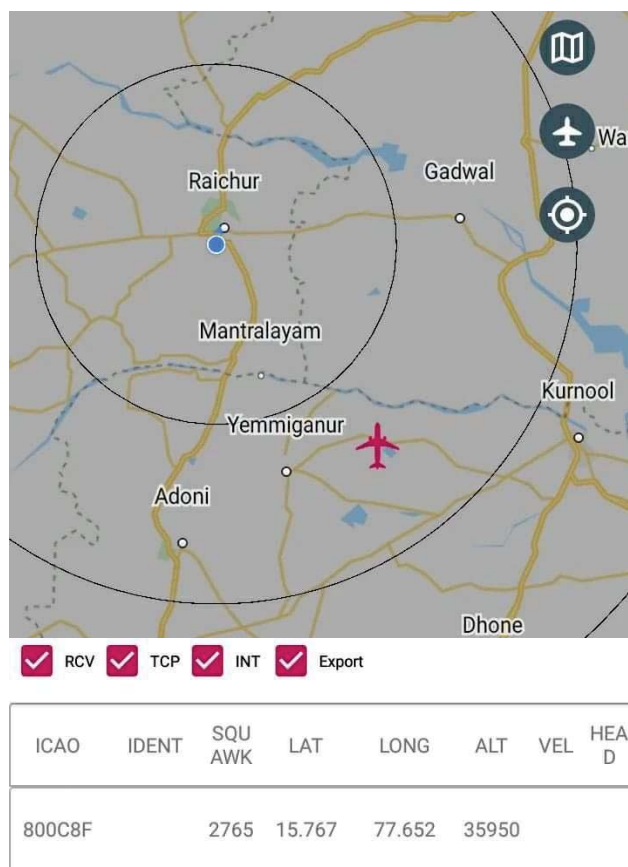 Wa
Raichur
Gadwal
Mantralayam
Kurnool
Yemmiganur
Adoni
Dhone
RCV TCP INT Export
ICAO IDENT SQU AWK LAT LONG ALT VEL HEA D
800C8F 2765 15.767 77.652 35950